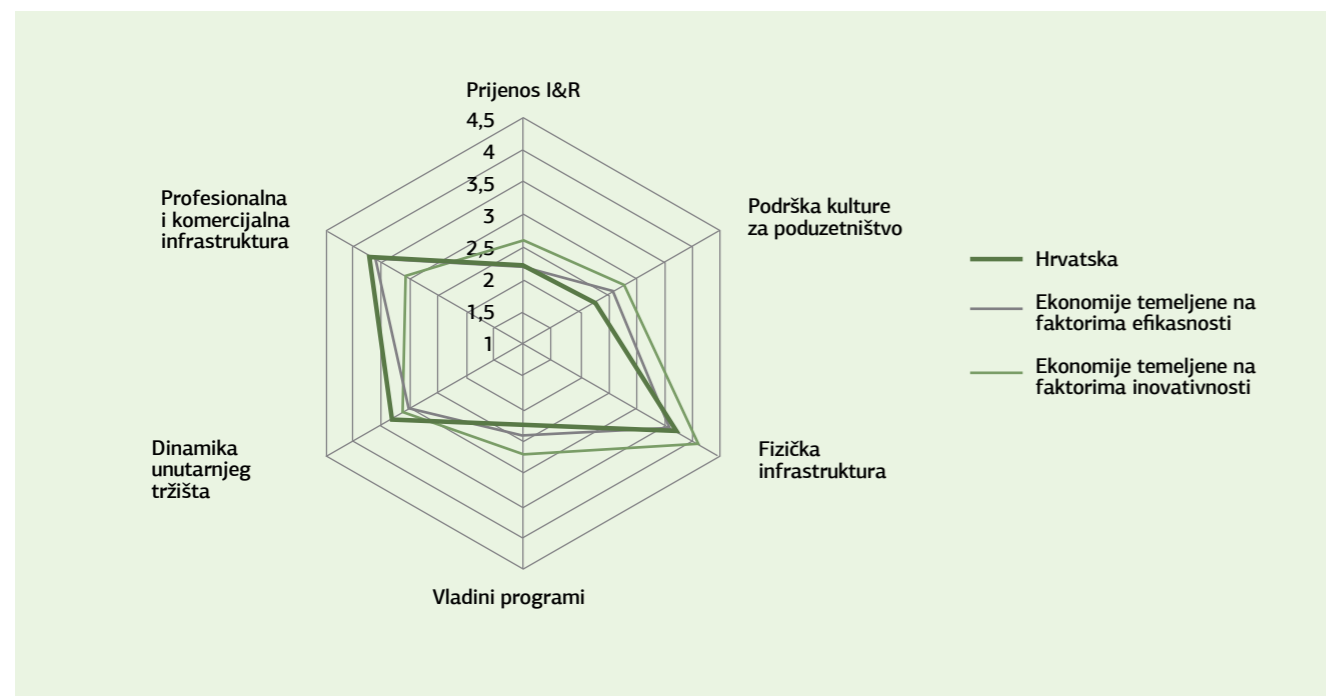 Prijenos I&R
4,5
4
3,5
3
2,5
2
1,5
1
Profesionalna
i komercijalna
infrastruktura
Podrška kulture
za poduzetništvo
Dinamika
unutarnjeg
tržišta
Fizička
infrastruktura
Vladini programi
Hrvatska
Ekonomije temeljene na
faktorima efikasnosti
Ekonomije temeljene na
faktorima inovativnosti